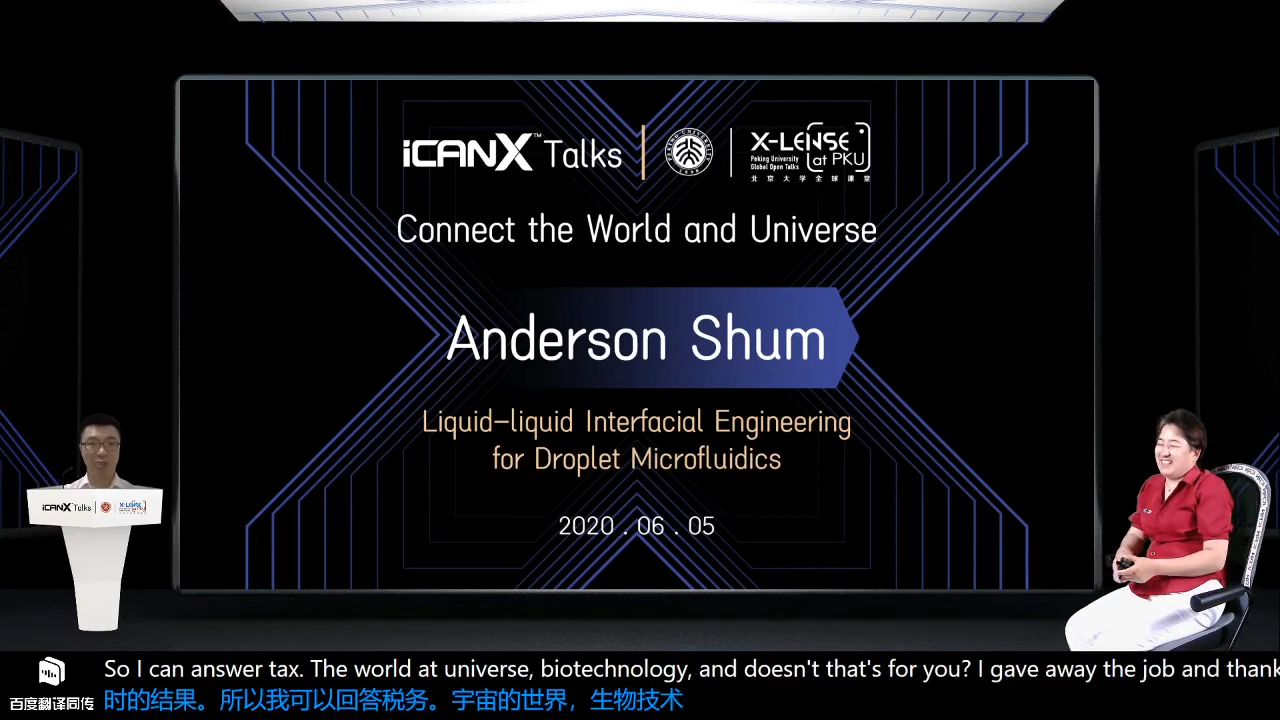 iCANX™ Talks
X-LENSE
Peking University
Global Open Talks
at PKU
北京大学全球课堂
Connect the World and Universe
Anderson Shum
Liquid-liquid Interfacial Engineering
for Droplet Microfluidics
2020 . 06 . 05
iCANX Talks X-LENSE
So I can answer tax. The world at universe, biotechnology, and doesn't that's for you? I gave away the job and thank
百度翻译同传
时的结果。所以我可以回答税务。宇宙的世界，生物技术